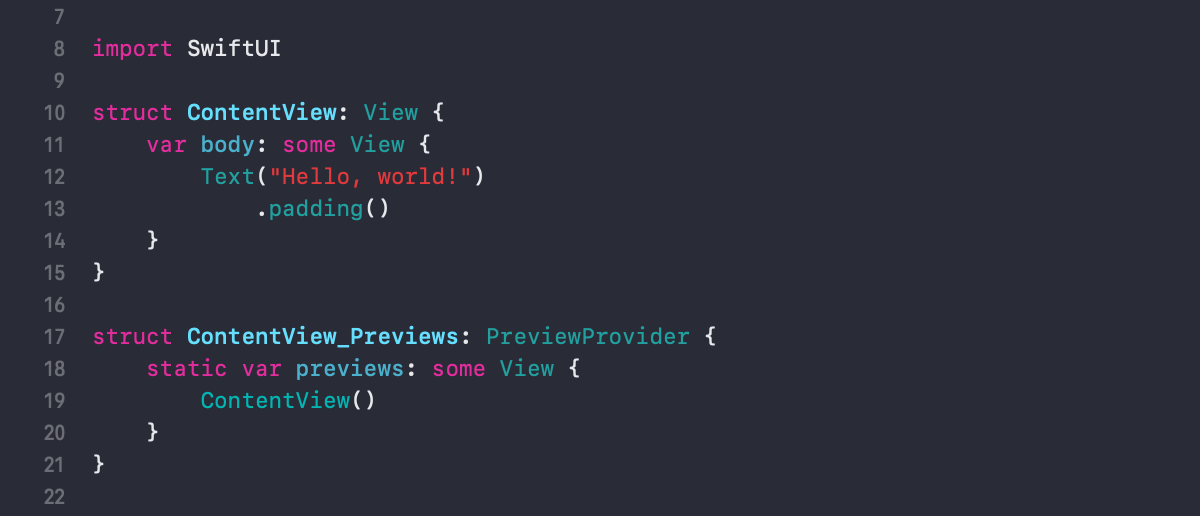 7
8 import SwiftUI
9
10 struct ContentView: View {
11     var body: some View {
12         Text("Hello, world!")
13             .padding()
14     }
15 }
16
17 struct ContentView_Previews: PreviewProvider {
18     static var previews: some View {
19         ContentView()
20     }
21 }
22